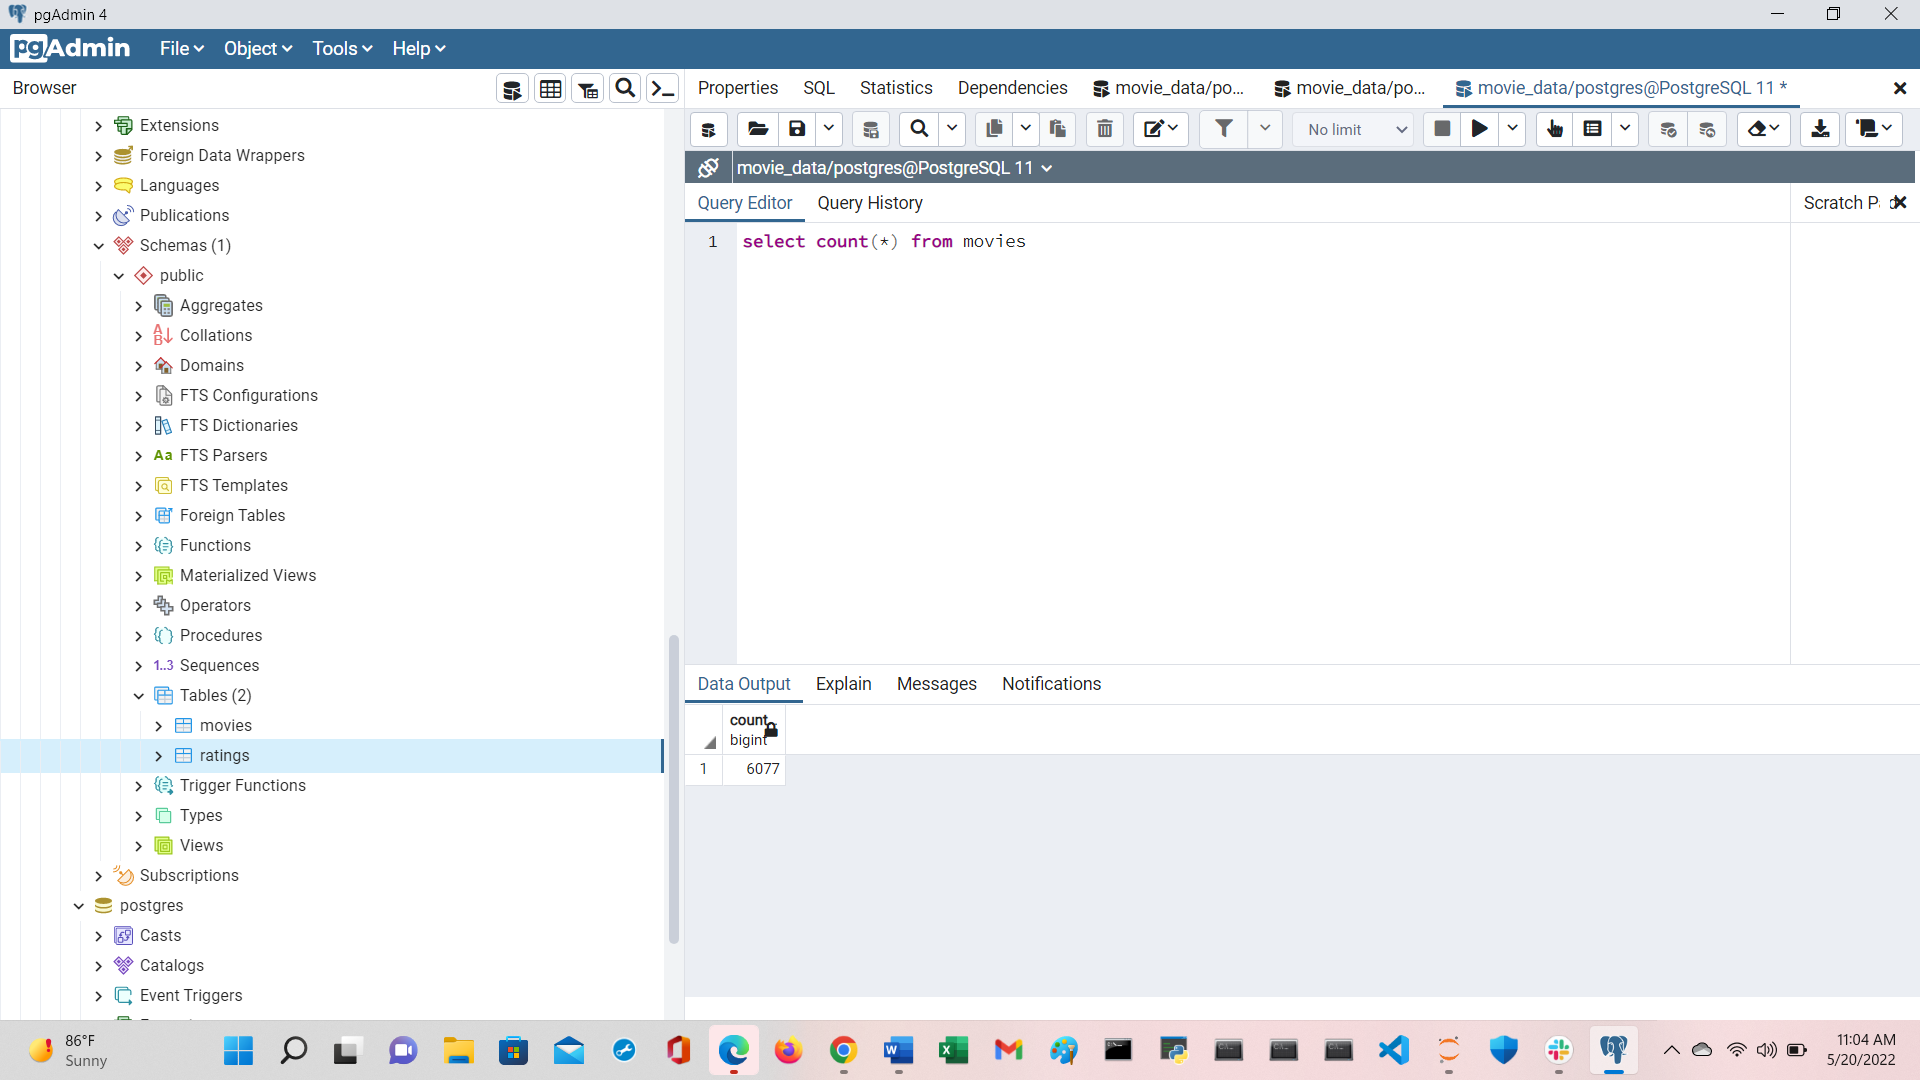 pgAdmin 4
pgAdmin File Object Tools Help
Browser
Properties SQL Statistics Dependencies movie_data/po... movie_data/po... movie_data/postgres@PostgreSQL 11 *
No limit
movie_data/postgres@PostgreSQL 11
Query Editor Query History
Scratch P
1 select count(*) from movies
Extensions
Foreign Data Wrappers
Languages
Publications
Schemas (1)
public
Aggregates
Collations
Domains
FTS Configurations
FTS Dictionaries
Aa FTS Parsers
FTS Templates
Foreign Tables
Functions
Materialized Views
Operators
Procedures
1..3 Sequences
Tables (2)
movies
ratings
Trigger Functions
Types
Views
Subscriptions
postgres
Casts
Catalogs
Event Triggers
Data Output Explain Messages Notifications
count
bigint
1 6077
86°F
Sunny
11:04 AM
5/20/2022